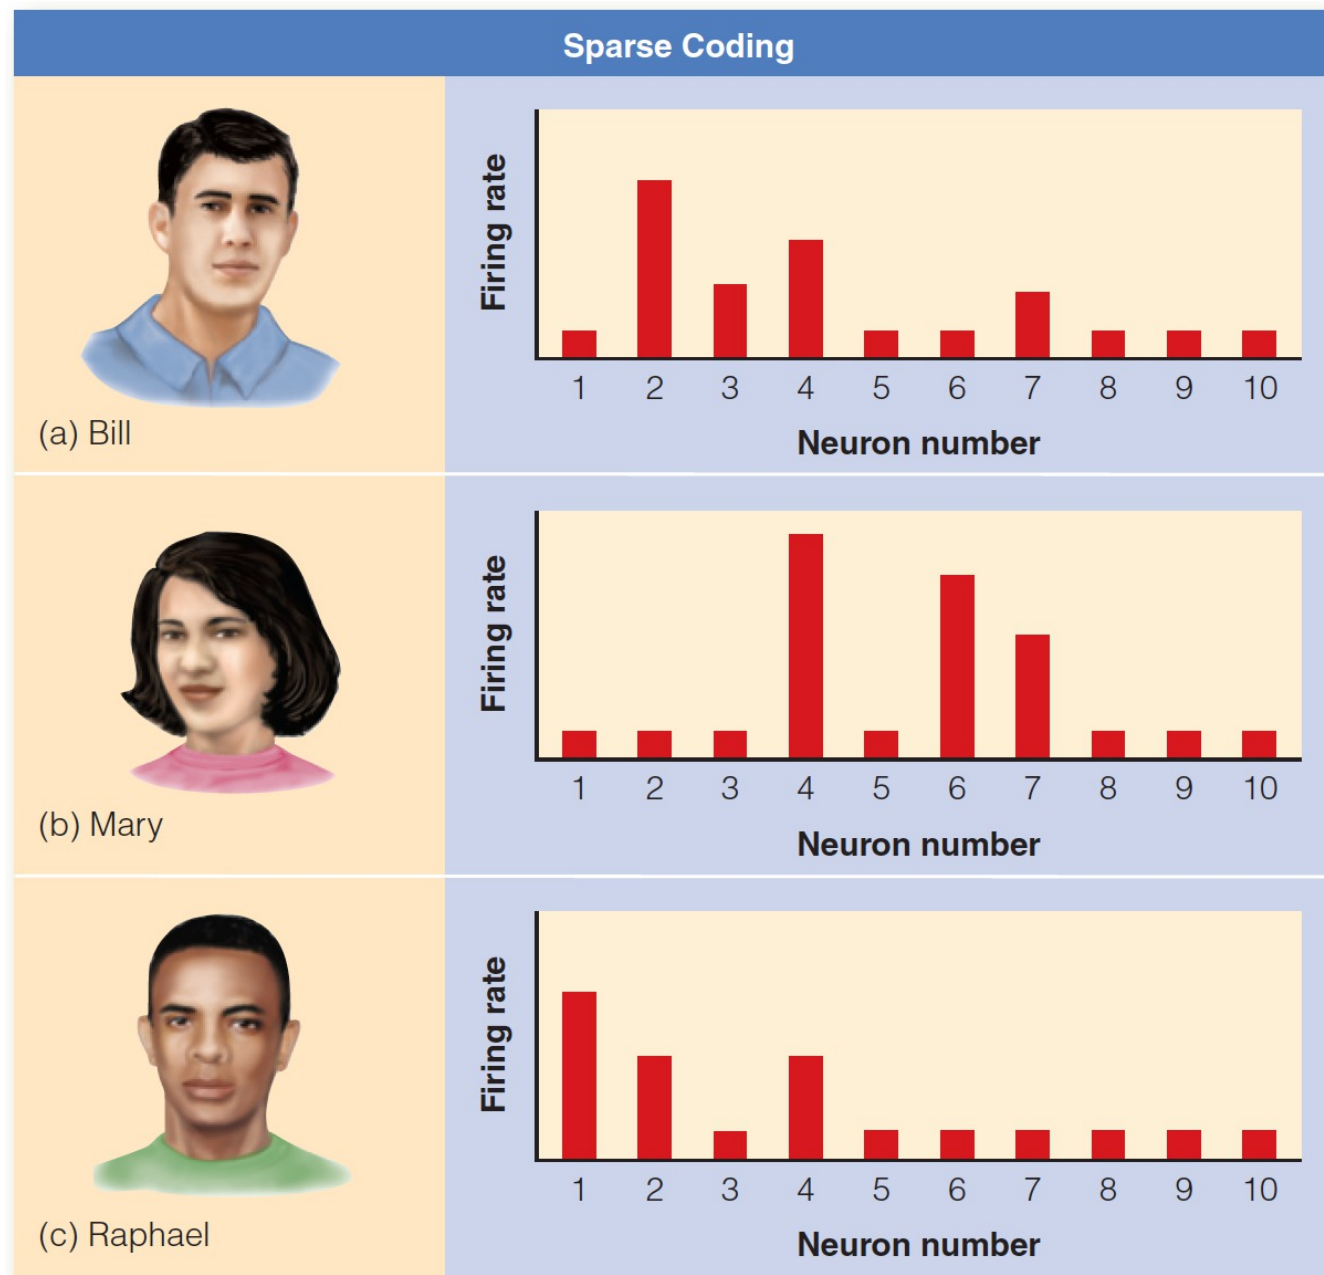 Sparse Coding
Firing rate
1 2 3 4 5 6 7 8 9 10
Neuron number
(a) Bill
Firing rate
1 2 3 4 5 6 7 8 9 10
Neuron number
(b) Mary
Firing rate
1 2 3 4 5 6 7 8 9 10
Neuron number
(c) Raphael